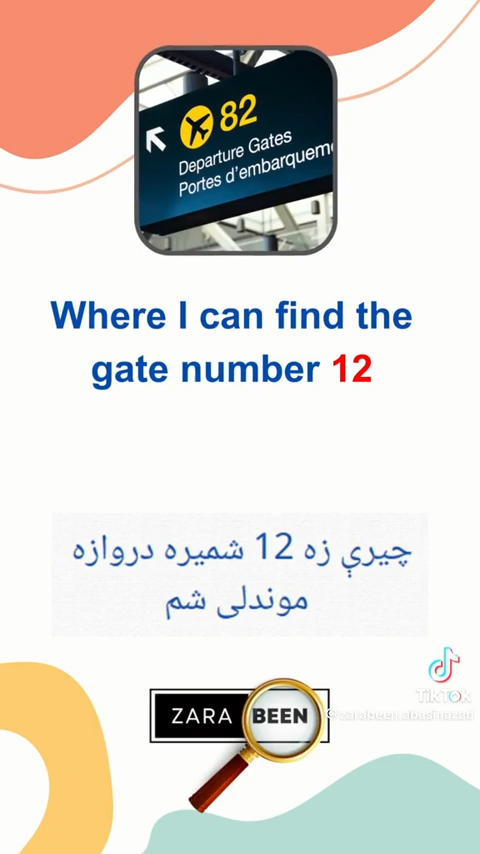 82
Departure Gates
Portes d'embarquem
Where I can find the
gate number 12
چیرې زه 12 شمیره دروازه
موندلی شم
ZARA BEEN
TikTok